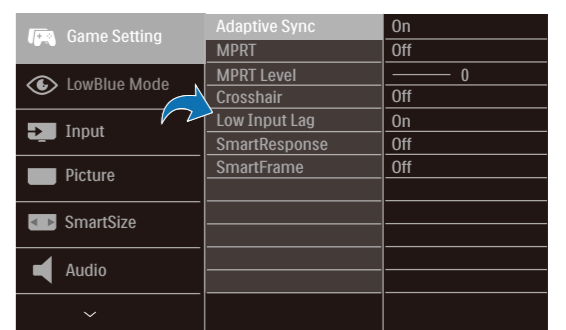 Game Setting
LowBlue Mode
Input
Picture
SmartSize
Audio
Adaptive Sync On
MPRT Off
MPRT Level 0
Crosshair Off
Low Input Lag On
SmartResponse Off
SmartFrame Off